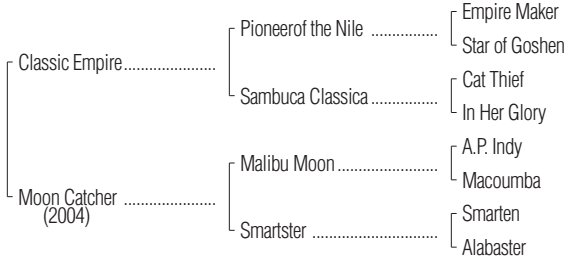 Empire Maker
Pioneerof the Nile ..................
Star of Goshen
Classic Empire.......................
Cat Thief
Sambuca Classica..................
In Her Glory
A.P. Indy
Malibu Moon...........................
Macoumba
Moon Catcher ........................
(2004)
Smarten
Smartster .................................
Alabaster